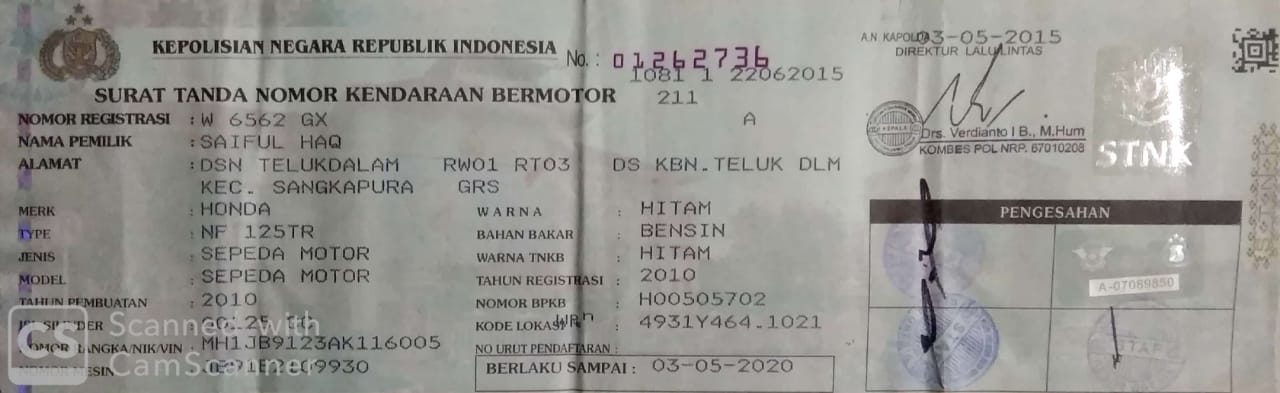 KEPOLISIAN NEGARA REPUBLIK INDONESIA
No. : 01262736
1081 1 22062015
SURAT TANDA NOMOR KENDARAAN BERMOTOR 211
NOMOR REGISTRASI : W 6562 GX A
NAMA PEMILIK : SAIFUL HAQ
ALAMAT : DSN TELUKDALAM RW01 RT03 DS KBN.TELUK DLM
KEC. SANGKAPURA GRS
MERK : HONDA
TYPE : NF 125TR
JENIS : SEPEDA MOTOR
MODEL : SEPEDA MOTOR
TAHUN PEMBUATAN : 2010
NOMOR RANGKA/NIK/VIN : MH1JB9123AK116005
NOMOR MESIN
WARNA : HITAM
BAHAN BAKAR : BENSIN
WARNA TNKB : HITAM
TAHUN REGISTRASI : 2010
NOMOR BPKB : H00505702
KODE LOKASI : 4931Y464.1021
NO URUT PENDAFTARAN :
BERLAKU SAMPAI : 03-05-2020
A.N. KAPOLDA 03-05-2015
DIREKTUR LALU LINTAS
KEPALA
Drs. Verdianto I B., M.Hum
KOMBES POL NRP. 67010208
STNK
PENGESAHAN
A-07089850
STAF
CS Scanned with
CamScanner